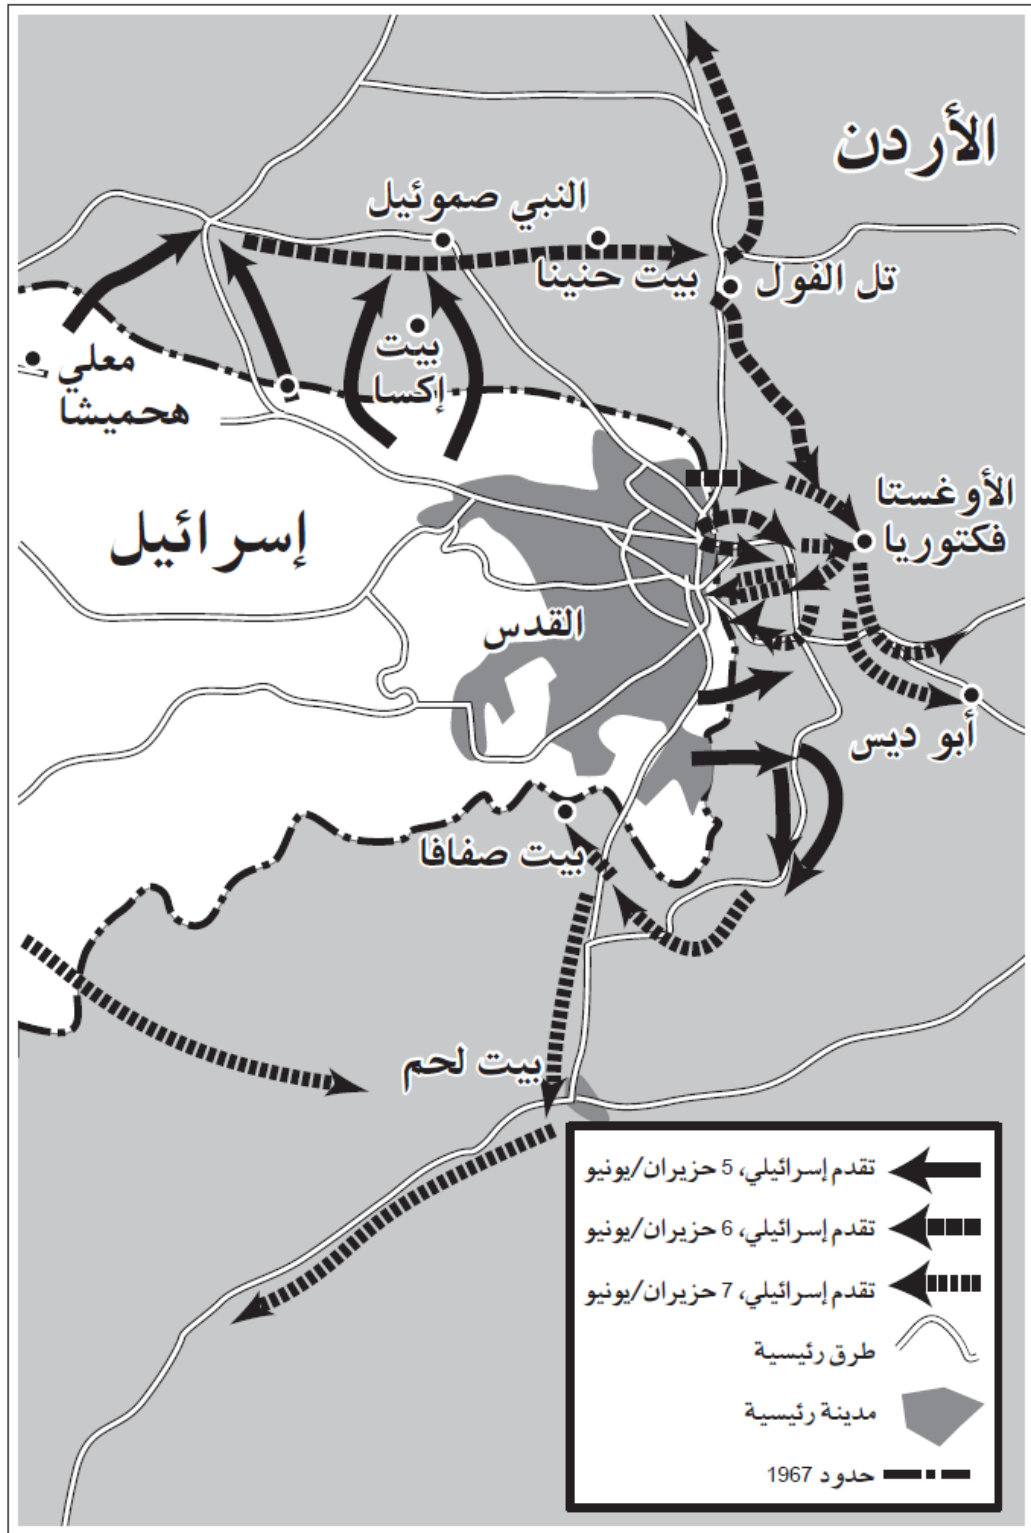 الأردن
النبي صموئيل
بيت حنينا
تل الفول
معلي
هحميشا
بيت
إكسا
الأوغستا
فكتوريا
إسرائيل
القدس
أبو ديس
بيت صفافا
بيت لحم
تقدم إسرائيلي، 5 حزيران/يونيو
تقدم إسرائيلي، 6 حزيران/يونيو
تقدم إسرائيلي، 7 حزيران/يونيو
طرق رئيسية
مدينة رئيسية
حدود 1967